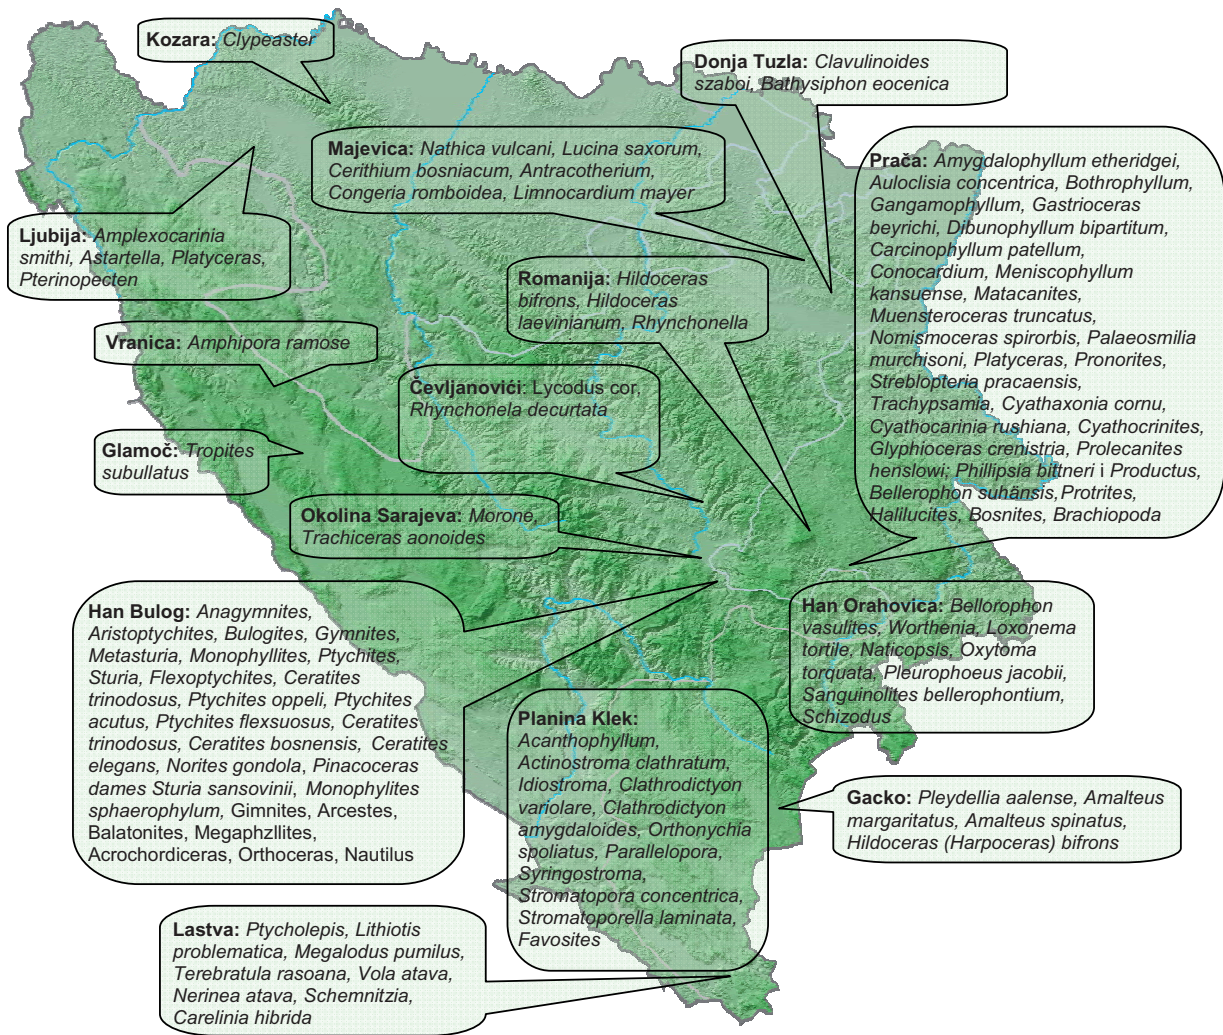 Kozara: Clypeaster
Donja Tuzla: Clavulinoides
szaboi, Bathysiphon eocenica
Majevica: Nathica vulcani, Lucina saxorum,
Cerithium bosniacum, Antracotherium,
Congeria romboidea, Limnocardium mayer
Prača: Amygdalophyllum etheridgei,
Auloclisia concentrica, Bothrophyllum,
Gangamophyllum, Gastrioceras
beyrichi, Dibunophyllum bipartitum,
Carcinophyllum patellum,
Conocardium, Meniscophyllum
kansuense, Matacanites,
Muensteroceras truncatus,
Nomismoceras spirorbis, Palaeosmilia
murchisoni, Platyceras, Pronorites,
Streblopteria pracaensis,
Trachypsamia, Cyathaxonia cornu,
Cyathocarinia rushiana, Cyathocrinites,
Glyphioceras crenistria, Prolecanites
henslowi; Phillipsia bittneri i Productus,
Bellerophon suhänsis, Protrites,
Halilucites, Bosnites, Brachiopoda
Ljubija: Amplexocarinia
smithi, Astartella, Platyceras,
Pterinopecten
Romanija: Hildoceras
bifrons, Hildoceras
laevinianum, Rhynchonella
Vranica: Amphipora ramose
Čevljanovići: Lycodus cor,
Rhynchonela decurtata
Glamoč: Tropites
subullatus
Okolina Sarajeva: Morone,
Trachiceras aonoides
Han Bulog: Anagymnites,
Aristoptychites, Bulogites, Gymnites,
Metasturia, Monophyllites, Ptychites,
Sturia, Flexoptychites, Ceratites
trinodosus, Ptychites oppeli, Ptychites
acutus, Ptychites flexsuosus, Ceratites
trinodosus, Ceratites bosnensis, Ceratites
elegans, Norites gondola, Pinacoceras
dames Sturia sansovinii, Monophylites
sphaerophylum, Gimnites, Arcestes,
Balatonites, Megaphzllites,
Acrochordiceras, Orthoceras, Nautilus
Han Orahovica: Bellorophon
vasulites, Worthenia, Loxonema
tortile, Naticopsis, Oxytoma
torquata, Pleurophoeus jacobii,
Sanguinolites bellerophontium,
Schizodus
Planina Klek:
Acanthophyllum,
Actinostroma clathratum,
Idiostroma, Clathrodictyon
variolare, Clathrodictyon
amygdaloides, Orthonychia
spoliatus, Parallelopora,
Syringostroma,
Stromatopora concentrica,
Stromatoporella laminata,
Favosites
Gacko: Pleydellia aalense, Amalteus
margaritatus, Amalteus spinatus,
Hildoceras (Harpoceras) bifrons
Lastva: Ptycholepis, Lithiotis
problematica, Megalodus pumilus,
Terebratula rasoana, Vola atava,
Nerinea atava, Schemnitzia,
Carelinia hibrida